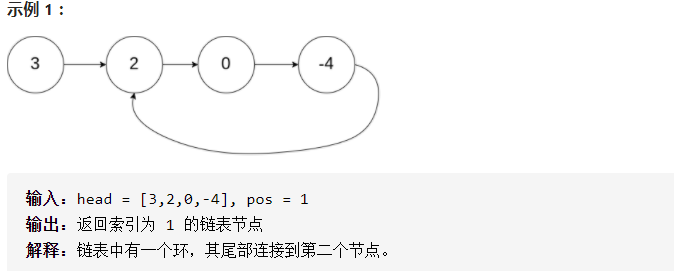 示例 1：
3 2 0 -4
输入：head = [3,2,0,-4], pos = 1
输出：返回索引为 1 的链表节点
解释：链表中有一个环，其尾部连接到第二个节点。